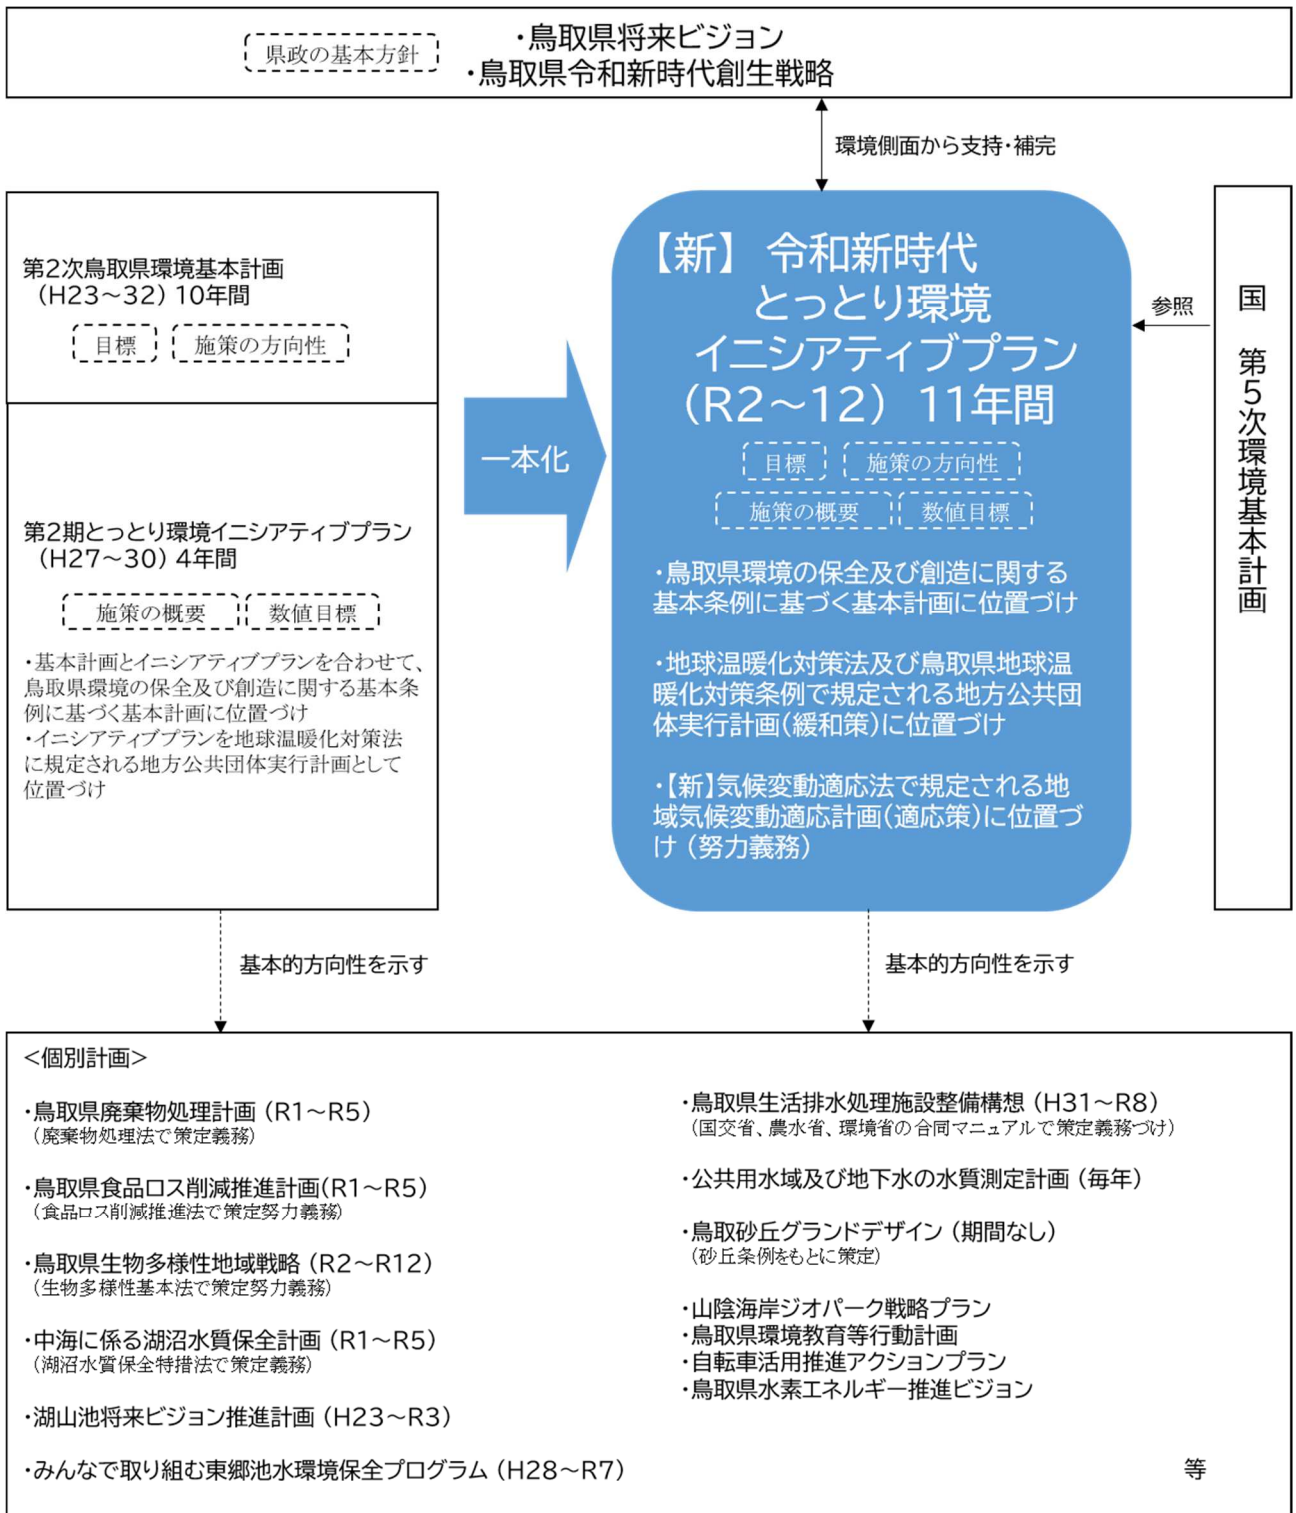 県政の基本方針
・鳥取県将来ビジョン
・鳥取県令和新時代創生戦略
環境側面から支持・補完
第2次鳥取県環境基本計画
(H23～32) 10年間
目標
施策の方向性
第2期とっとり環境イニシアティブプラン
(H27～30) 4年間
施策の概要
数値目標
・基本計画とイニシアティブプランを合わせて、
鳥取県環境の保全及び創造に関する基本条
例に基づく基本計画に位置づけ
・イニシアティブプランを地球温暖化対策法
に規定される地方公共団体実行計画として
位置づけ
一本化
【新】 令和新時代
とっとり環境
イニシアティブプラン
(R2～12) 11年間
目標
施策の方向性
施策の概要
数値目標
・鳥取県環境の保全及び創造に関する
基本条例に基づく基本計画に位置づけ
・地球温暖化対策法及び鳥取県地球温
暖化対策条例で規定される地方公共団
体実行計画(緩和策)に位置づけ
・【新】気候変動適応法で規定される地
域気候変動適応計画(適応策)に位置づ
け (努力義務)
参照
国 第5次環境基本計画
基本的方向性を示す
基本的方向性を示す
<個別計画>
・鳥取県廃棄物処理計画 (R1～R5)
(廃棄物処理法で策定義務)
・鳥取県食品ロス削減推進計画(R1～R5)
(食品ロス削減推進法で策定努力義務)
・鳥取県生物多様性地域戦略 (R2～R12)
(生物多様性基本法で策定努力義務)
・中海に係る湖沼水質保全計画 (R1～R5)
(湖沼水質保全特措法で策定義務)
・湖山池将来ビジョン推進計画 (H23～R3)
・みんなで取り組む東郷池水環境保全プログラム (H28～R7)
・鳥取県生活排水処理施設整備構想 (H31～R8)
(国交省、農水省、環境省の合同マニュアルで策定義務づけ)
・公共用水域及び地下水の水質測定計画 (毎年)
・鳥取砂丘グランドデザイン (期間なし)
(砂丘条例をもとに策定)
・山陰海岸ジオパーク戦略プラン
・鳥取県環境教育等行動計画
・自転車活用推進アクションプラン
・鳥取県水素エネルギー推進ビジョン
等